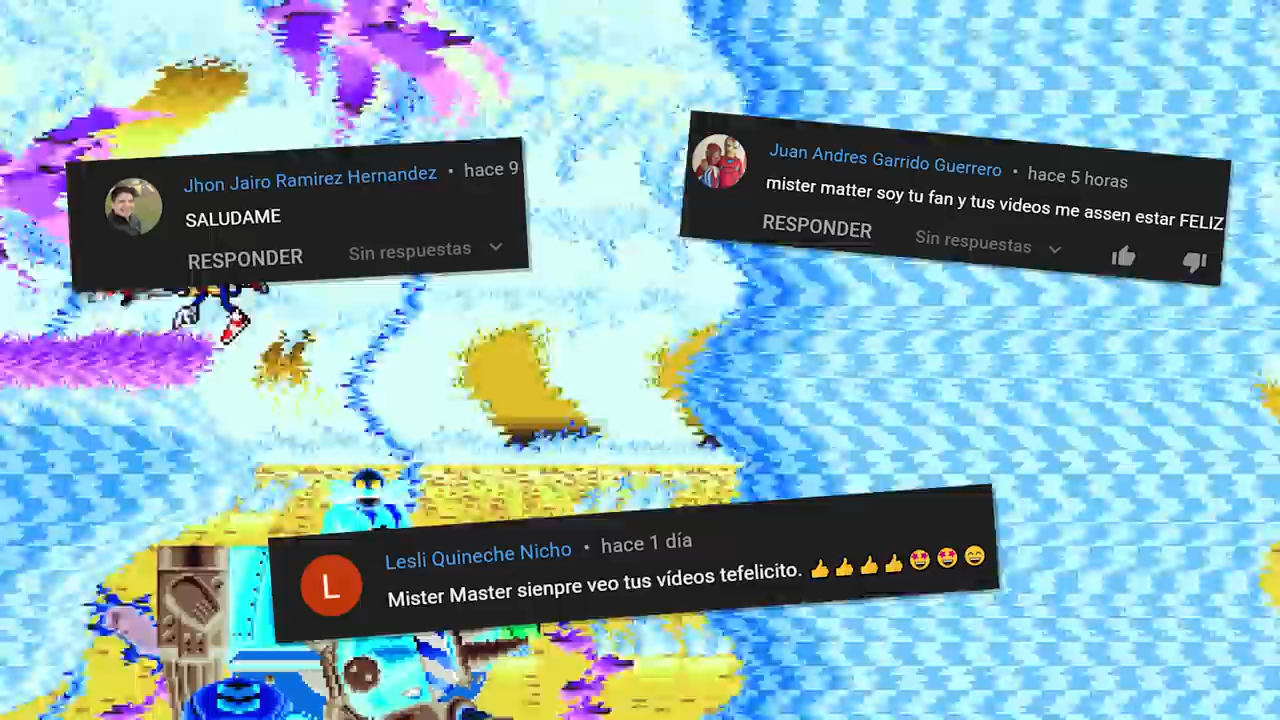 Jhon Jairo Ramirez Hernandez · hace 9
SALUDAME
RESPONDER Sin respuestas
Juan Andres Garrido Guerrero · hace 5 horas
mister matter soy tu fan y tus videos me assen estar FELIZ
RESPONDER Sin respuestas
Lesli Quineche Nicho · hace 1 día
L
Mister Master sienpre veo tus vídeos tefelicito. 👍👍👍👍🤩🤩😄